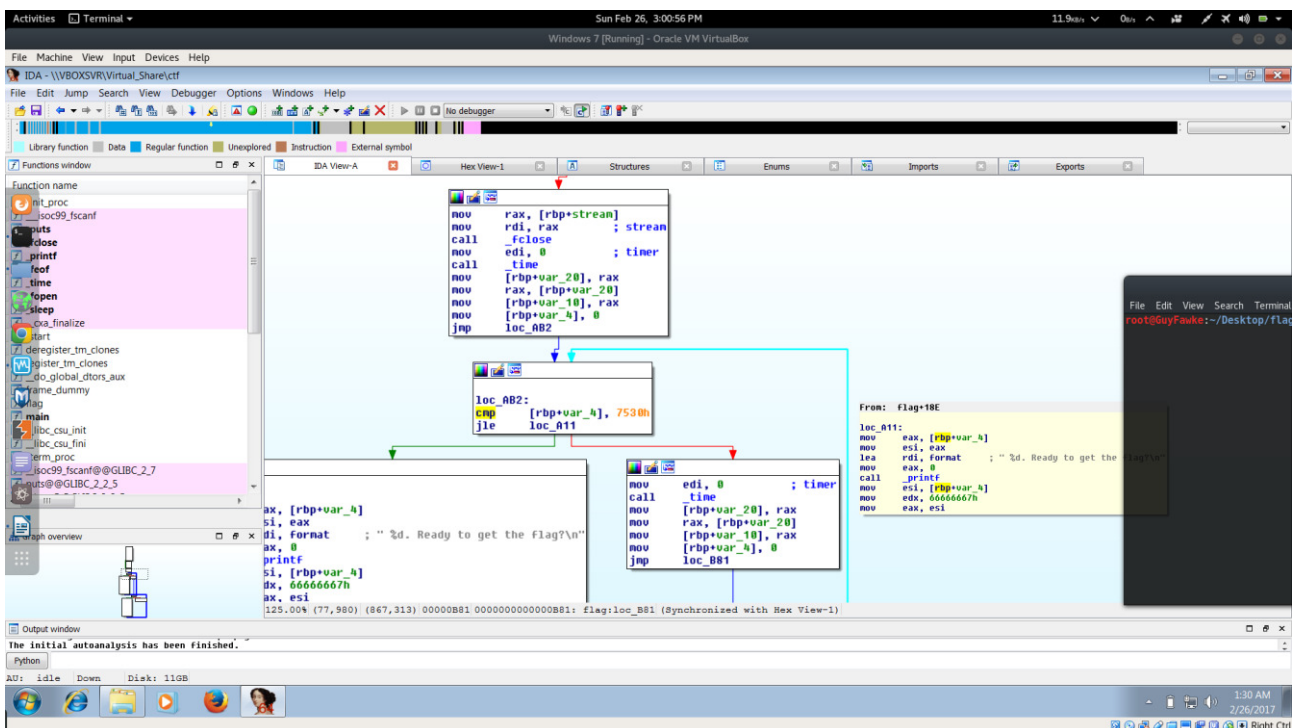 Activities Terminal Sun Feb 26, 3:00:56 PM 11.9KB/s 0B/s
Windows 7 [Running] - Oracle VM VirtualBox
File Machine View Input Devices Help
IDA - \\VBOXSVR\Virtual_Share\ctf
File Edit Jump Search View Debugger Options Windows Help
No debugger
Library function Data Regular function Unexplored Instruction External symbol
Functions window
IDA View-A Hex View-1 Structures Enums Imports Exports
Function name
nit_proc
isoc99_fscanf
puts
fclose
_printf
feof
_time
fopen
sleep
cxa_finalize
start
deregister_tm_clones
egister_tm_clones
do_global_dtors_aux
rame_dummy
flag
main
libc_csu_init
libc_csu_fini
term_proc
isoc99_fscanf@@GLIBC_2_7
puts@@GLIBC_2_2_5
mov rax, [rbp+stream]
mov rdi, rax ; stream
call _fclose
mov edi, 0 ; timer
call _time
mov [rbp+var_20], rax
mov rax, [rbp+var_20]
mov [rbp+var_10], rax
mov [rbp+var_4], 0
jmp loc_AB2
loc_AB2:
cmp [rbp+var_4], 7530h
jle loc_A11
ax, [rbp+var_4]
si, eax
di, format ; " %d. Ready to get the flag?\n"
ax, 0
printf
si, [rbp+var_4]
dx, 66666667h
ax, esi
mov edi, 0 ; timer
call _time
mov [rbp+var_20], rax
mov rax, [rbp+var_20]
mov [rbp+var_10], rax
mov [rbp+var_4], 0
jmp loc_B81
From: flag+18E
loc_A11:
mov eax, [rbp+var_4]
mov esi, eax
lea rdi, format ; " %d. Ready to get the flag?\n"
mov eax, 0
call _printf
mov esi, [rbp+var_4]
mov edx, 66666667h
mov eax, esi
File Edit View Search Terminal
root@GuyFawke:~/Desktop/flag
Graph overview
125.00% (77,980) (867,313) 00000B81 0000000000000B81: flag:loc_B81 (Synchronized with Hex View-1)
Output window
The initial autoanalysis has been finished.
Python
AU: idle Down Disk: 11GB
1:30 AM
2/26/2017
Right Ctrl